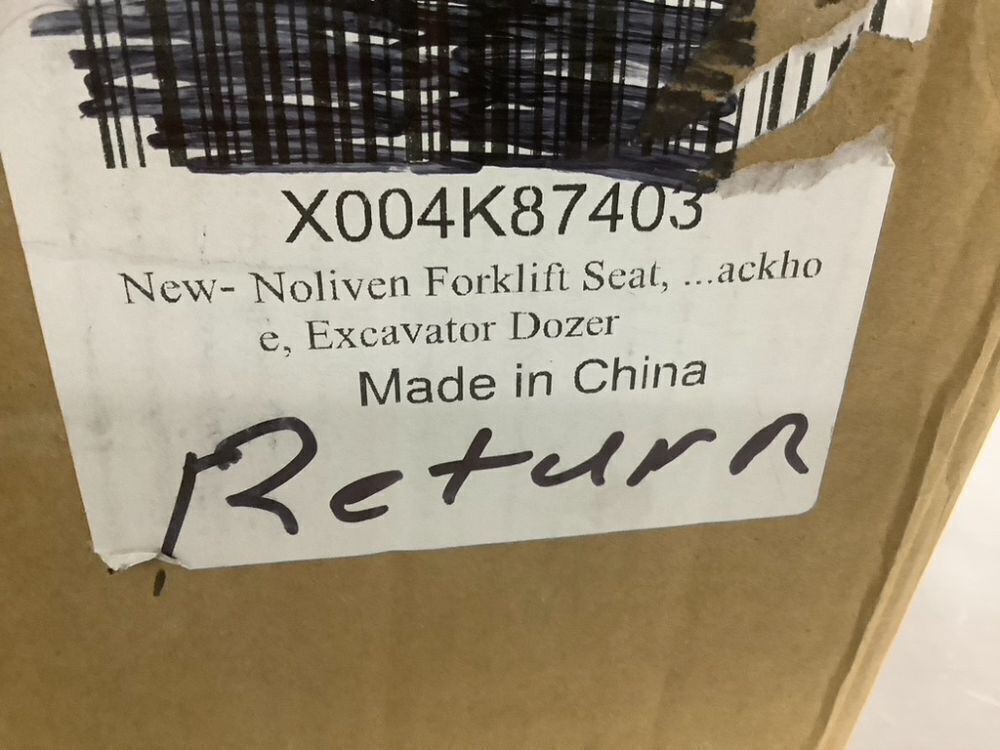 X004K87403
New- Noliven Forklift Seat, ...ackho
e, Excavator Dozer
Made in China
Return